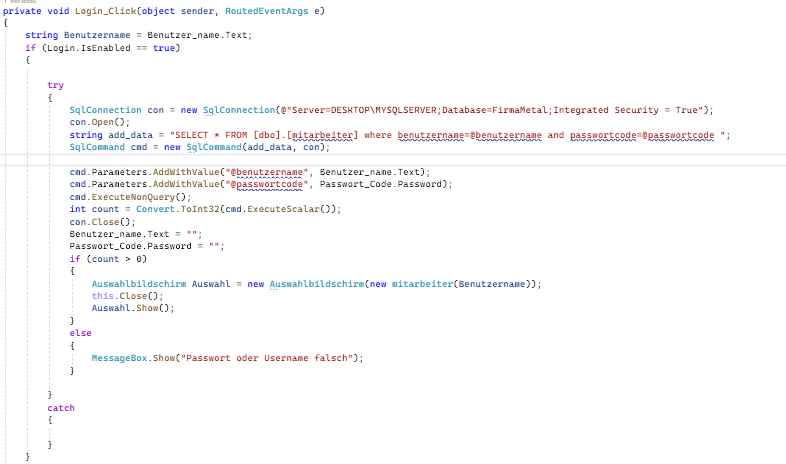 private void Login_Click(object sender, RoutedEventArgs e)
{
string Benutzername = Benutzer_name.Text;
if (Login.IsEnabled == true)
{
try
{
SqlConnection con = new SqlConnection(@"Server=DESKTOP\MYSQLSERVER;Database=FirmaMetal;Integrated Security = True");
con.Open();
string add_data = "SELECT * FROM [dbo].[mitarbeiter] where benutzername=@benutzername and passwortcode=@passwortcode ";
SqlCommand cmd = new SqlCommand(add_data, con);
cmd.Parameters.AddWithValue("@benutzername", Benutzer_name.Text);
cmd.Parameters.AddWithValue("@passwortcode", Passwort_Code.Password);
cmd.ExecuteNonQuery();
int count = Convert.ToInt32(cmd.ExecuteScalar());
con.Close();
Benutzer_name.Text = "";
Passwort_Code.Password = "";
if (count > 0)
{
Auswahlbildschirm Auswahl = new Auswahlbildschirm(new mitarbeiter(Benutzername));
this.Close();
Auswahl.Show();
}
else
{
MessageBox.Show("Passwort oder Username falsch");
}
}
catch
{
}
}